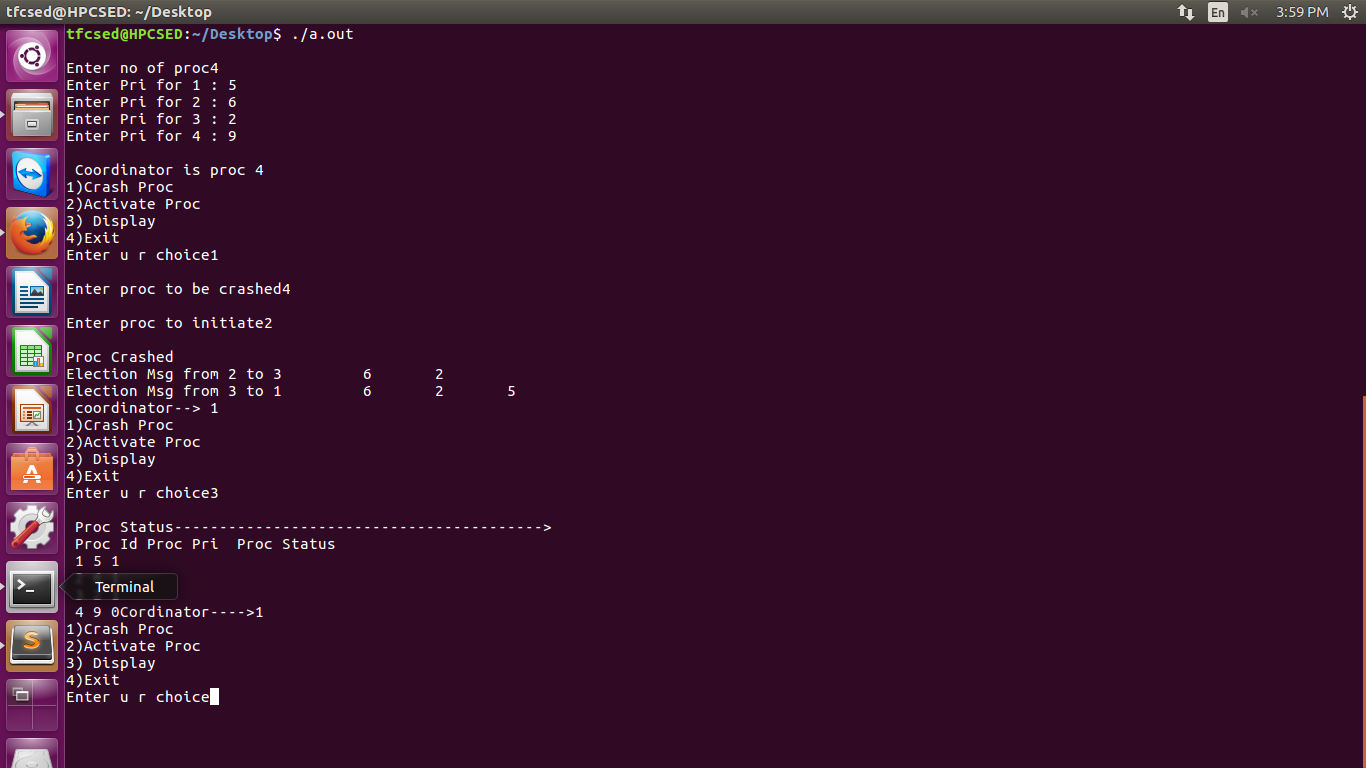 tfcsed@HPCSED: ~/Desktop
En
3:59 PM
tfcsed@HPCSED:~/Desktop$ ./a.out
Enter no of proc4
Enter Pri for 1 : 5
Enter Pri for 2 : 6
Enter Pri for 3 : 2
Enter Pri for 4 : 9
Coordinator is proc 4
1)Crash Proc
2)Activate Proc
3) Display
4)Exit
Enter u r choice1
Enter proc to be crashed4
Enter proc to initiate2
Proc Crashed
Election Msg from 2 to 3 6 2
Election Msg from 3 to 1 6 2 5
coordinator--> 1
1)Crash Proc
2)Activate Proc
3) Display
4)Exit
Enter u r choice3
Proc Status----------------------------------------->
Proc Id Proc Pri  Proc Status
1 5 1
Terminal
4 9 0Cordinator---->1
1)Crash Proc
2)Activate Proc
3) Display
4)Exit
Enter u r choice